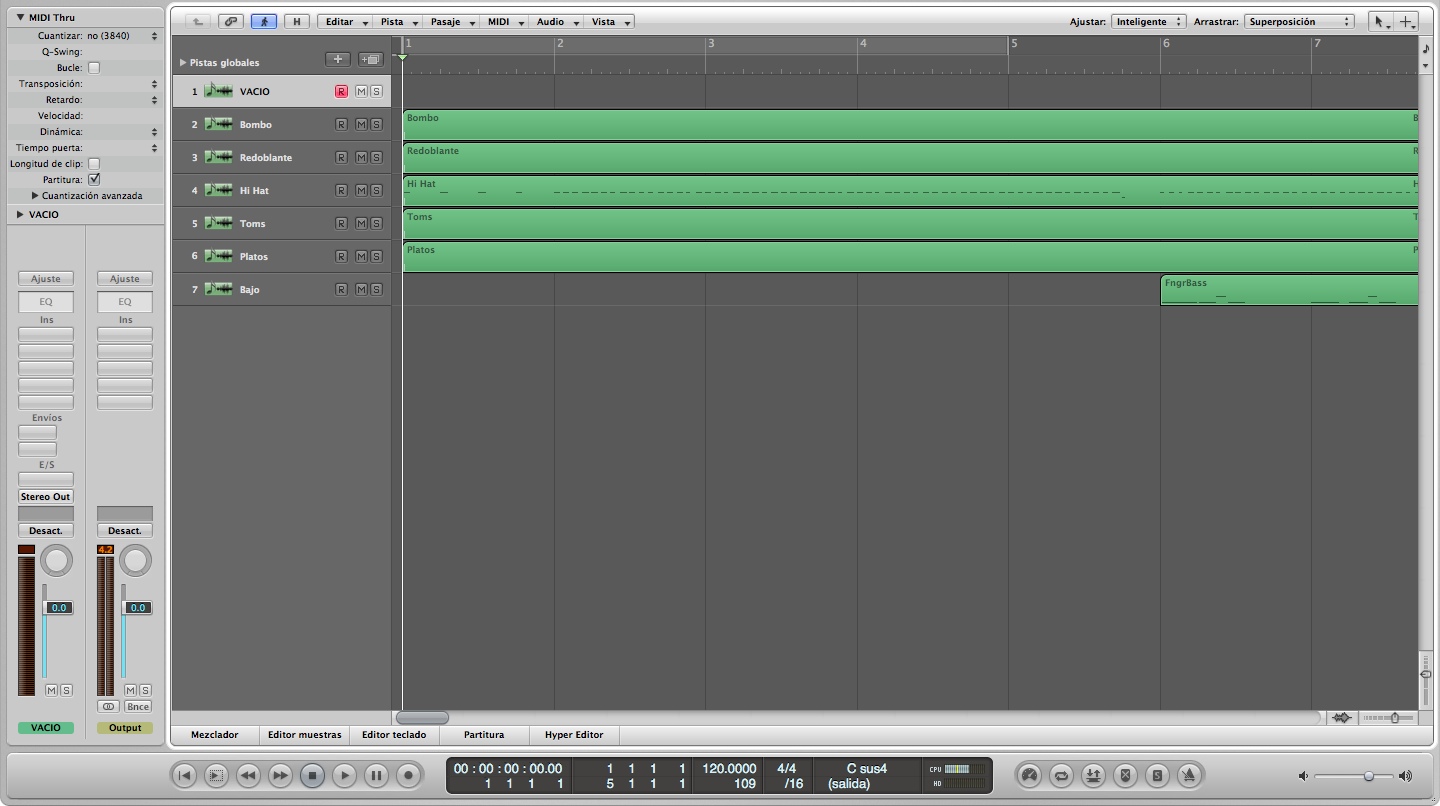 MIDI Thru
Cuantizar: no (3840)
Q-Swing:
Bucle:
Transposición:
Retardo:
Velocidad:
Dinámica:
Tiempo puerta:
Longitud de clip:
Partitura:
Cuantización avanzada
VACIO
Ajuste Ajuste
EQ EQ
Ins Ins
Envíos
E/S
Stereo Out
Desact. Desact.
4.2
0.0 0.0
M S M S
Bnce
VACIO Output
H Editar Pista Pasaje MIDI Audio Vista Ajustar: Inteligente Arrastrar: Superposición
Pistas globales
1 2 3 4 5 6 7
1 VACIO R M S
2 Bombo R M S
3 Redoblante R M S
4 Hi Hat R M S
5 Toms R M S
6 Platos R M S
7 Bajo R M S
Bombo B
Redoblante R
Hi Hat H
Toms T
Platos P
FngrBass
Mezclador Editor muestras Editor teclado Partitura Hyper Editor
00 : 00 : 00 : 00.00 1 1 1 1 120.0000 4/4 C sus4 CPU
1 1 1 1 5 1 1 1 109 /16 (salida) HD
S